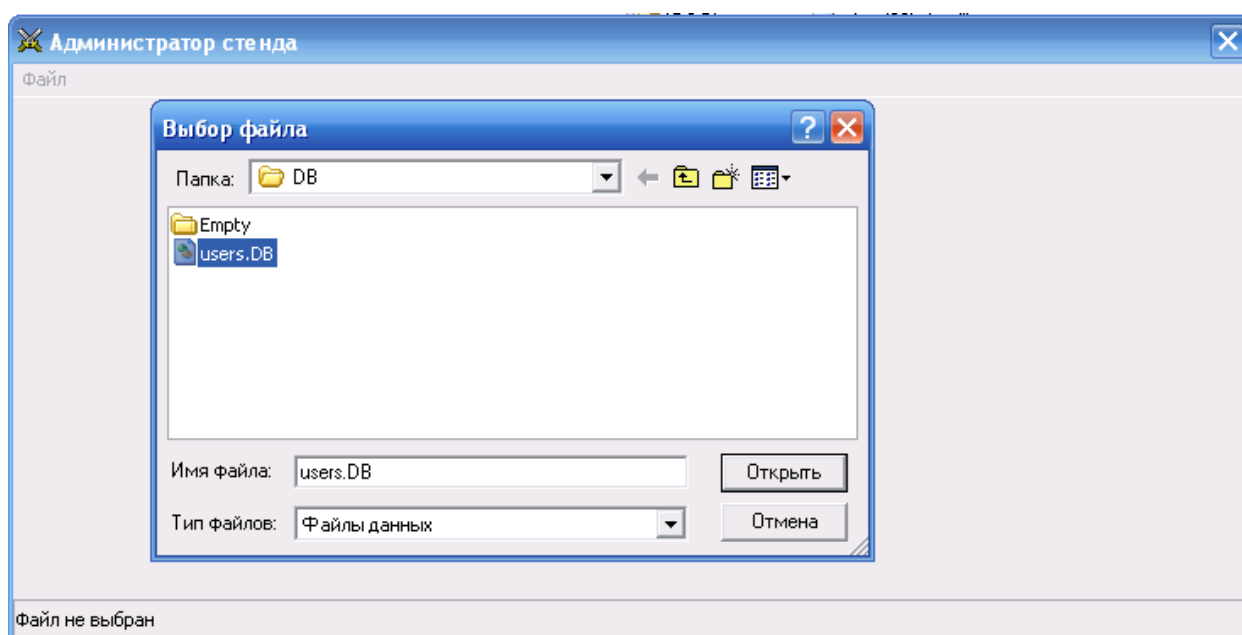 Администратор стенда
Файл
Выбор файла
Папка: DB
Empty
users.DB
Имя файла: users.DB
Открыть
Тип файлов: Файлы данных
Отмена
Файл не выбран